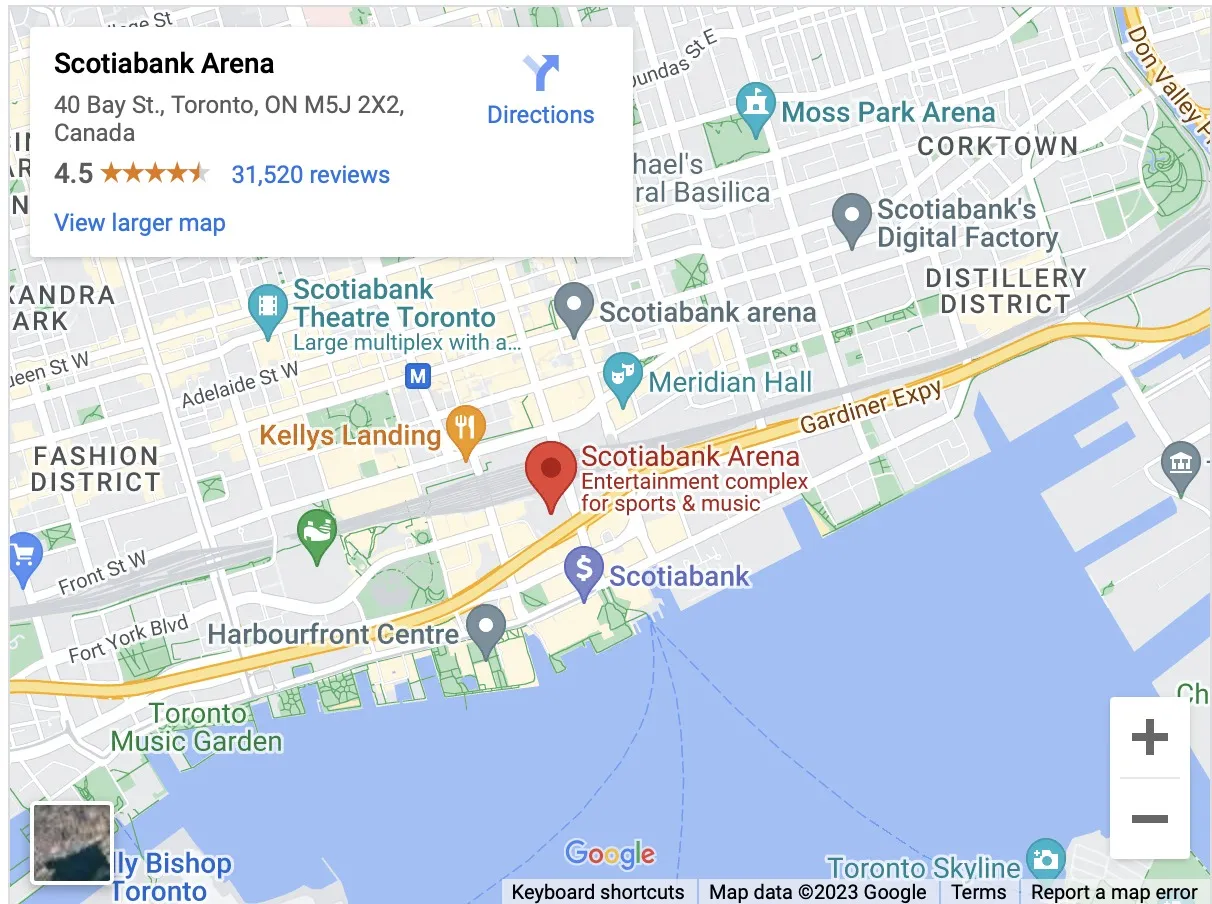 llege St
Scotiabank Arena
40 Bay St., Toronto, ON M5J 2X2,
Canada
4.5
31,520 reviews
View larger map
Directions
Dundas St E
Don Valley P
Moss Park Arena
CORKTOWN
hael's
ral Basilica
Scotiabank's
Digital Factory
DISTILLERY
DISTRICT
XANDRA
ARK
Scotiabank
Theatre Toronto
Large multiplex with a...
Scotiabank arena
ueen St W
Adelaide St W
M
Meridian Hall
Gardiner Expy
Kellys Landing
FASHION
DISTRICT
Scotiabank Arena
Entertainment complex
for sports & music
Front St W
$ Scotiabank
Fort York Blvd
Harbourfront Centre
Toronto
Music Garden
Ch
+
−
lly Bishop
Toronto
Google
Toronto Skyline
Keyboard shortcuts
Map data ©2023 Google
Terms
Report a map error